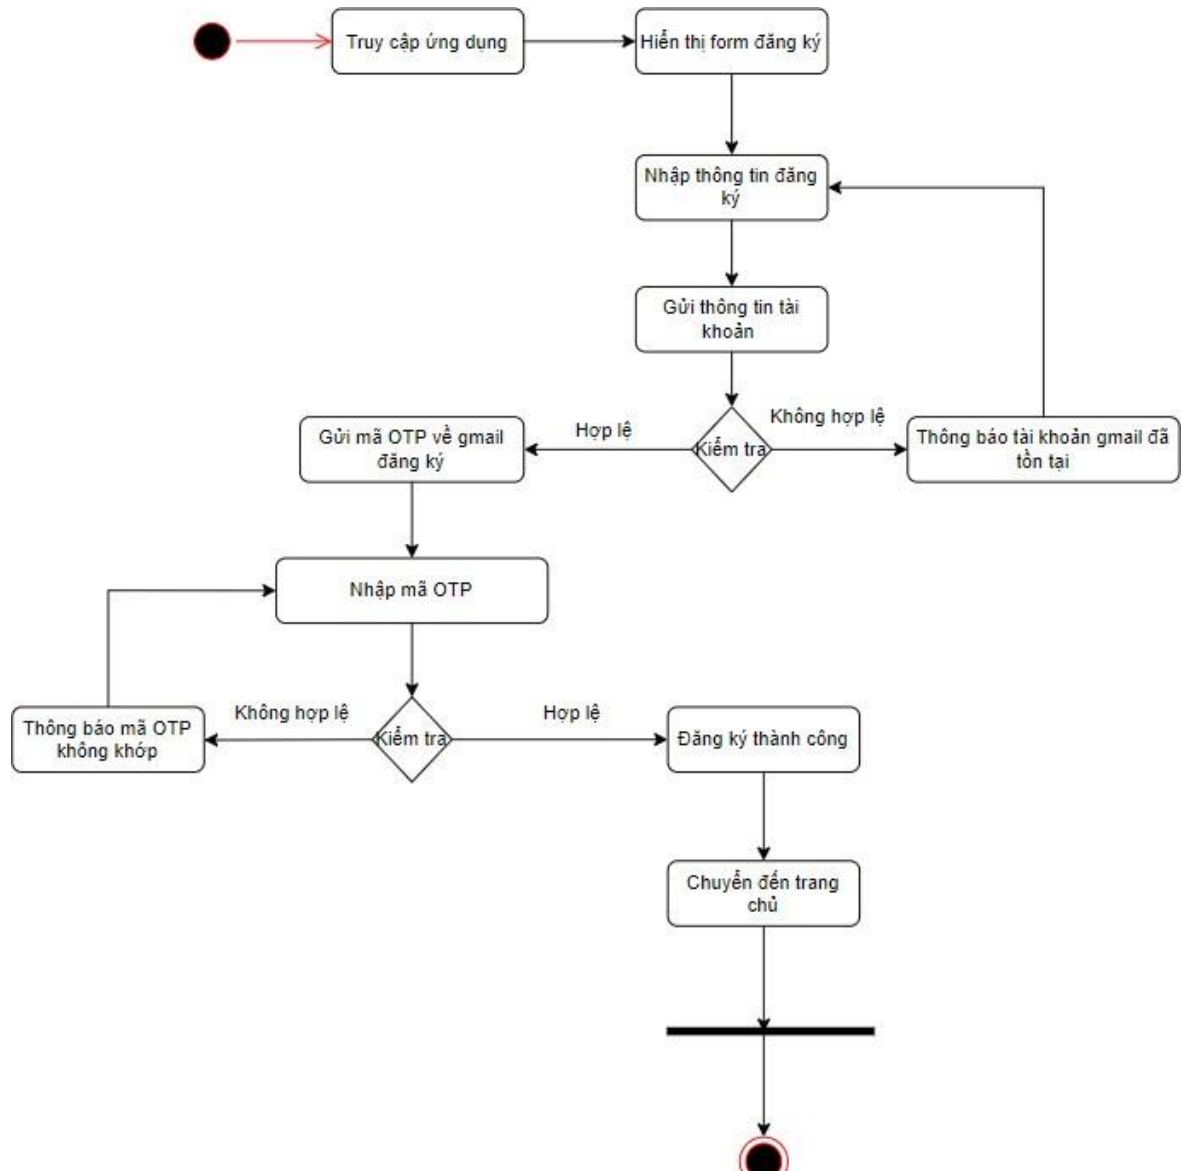 Truy cập ứng dụng
Hiển thị form đăng ký
Nhập thông tin đăng
ký
Gửi thông tin tài
khoản
Kiểm tra
Hợp lệ
Không hợp lệ
Gửi mã OTP về gmail
đăng ký
Thông báo tài khoản gmail đã
tồn tại
Nhập mã OTP
Kiểm tra
Không hợp lệ
Hợp lệ
Thông báo mã OTP
không khớp
Đăng ký thành công
Chuyển đến trang
chủ